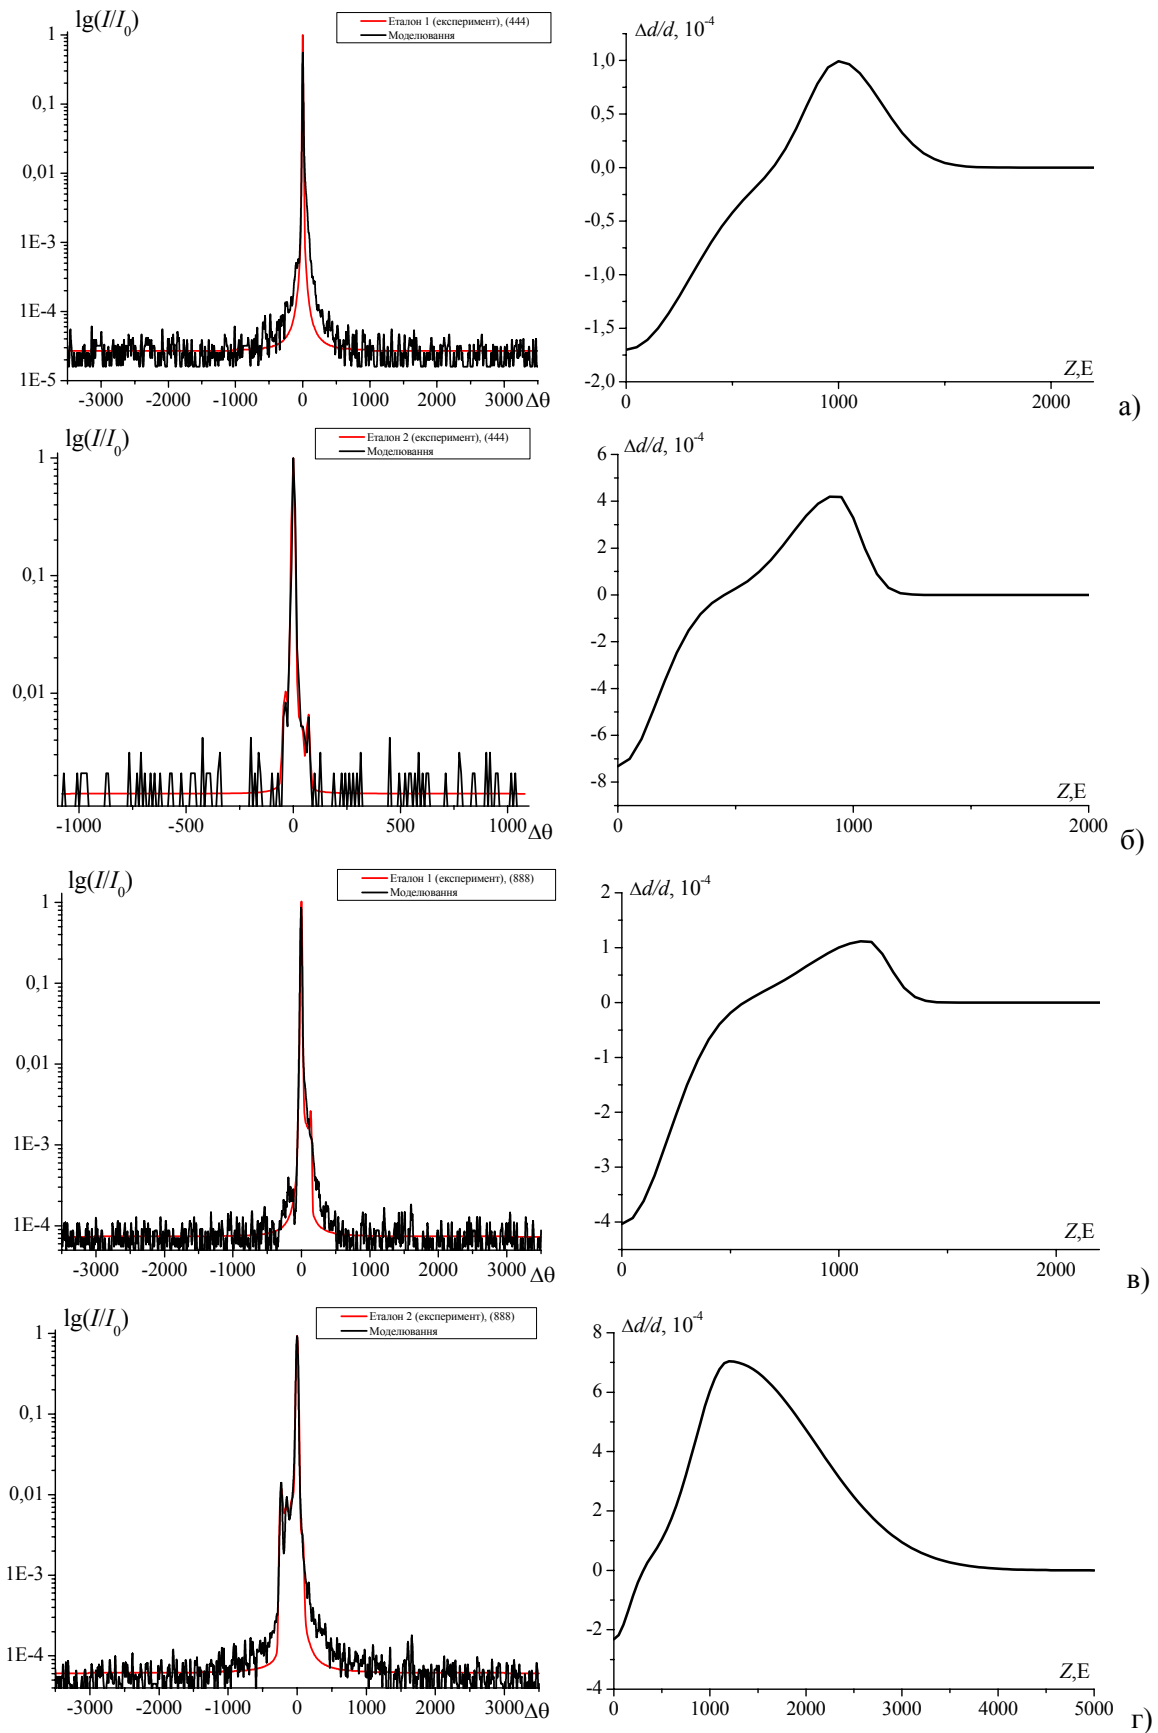 lg(I/I0)
Еталон 1 (експеримент), (444)
Моделювання
0,1
0,01
1E-3
1E-4
1E-5
-3000 -2000 -1000 0 1000 2000 3000 Δθ
Δd/d, 10-4
1,0
0,5
0,0
-0,5
-1,0
-1,5
-2,0
0 1000 2000
Z,E
а)
lg(I/I0)
Еталон 2 (експеримент), (444)
Моделювання
1
0,1
0,01
-1000 -500 0 500 1000 Δθ
Δd/d, 10-4
6
4
2
0
-2
-4
-6
-8
0 1000 2000
Z,E
б)
lg(I/I0)
Еталон 1 (експеримент), (888)
Моделювання
1
0,1
0,01
1E-3
1E-4
-3000 -2000 -1000 0 1000 2000 3000 Δθ
Δd/d, 10-4
2
1
0
-1
-2
-3
-4
0 1000 2000
Z,E
в)
lg(I/I0)
Еталон 2 (експеримент), (888)
Моделювання
1
0,1
0,01
1E-3
1E-4
-3000 -2000 -1000 0 1000 2000 3000 Δθ
Δd/d, 10-4
8
6
4
2
0
-2
-4
0 1000 2000 3000 4000 5000
Z,E
г)